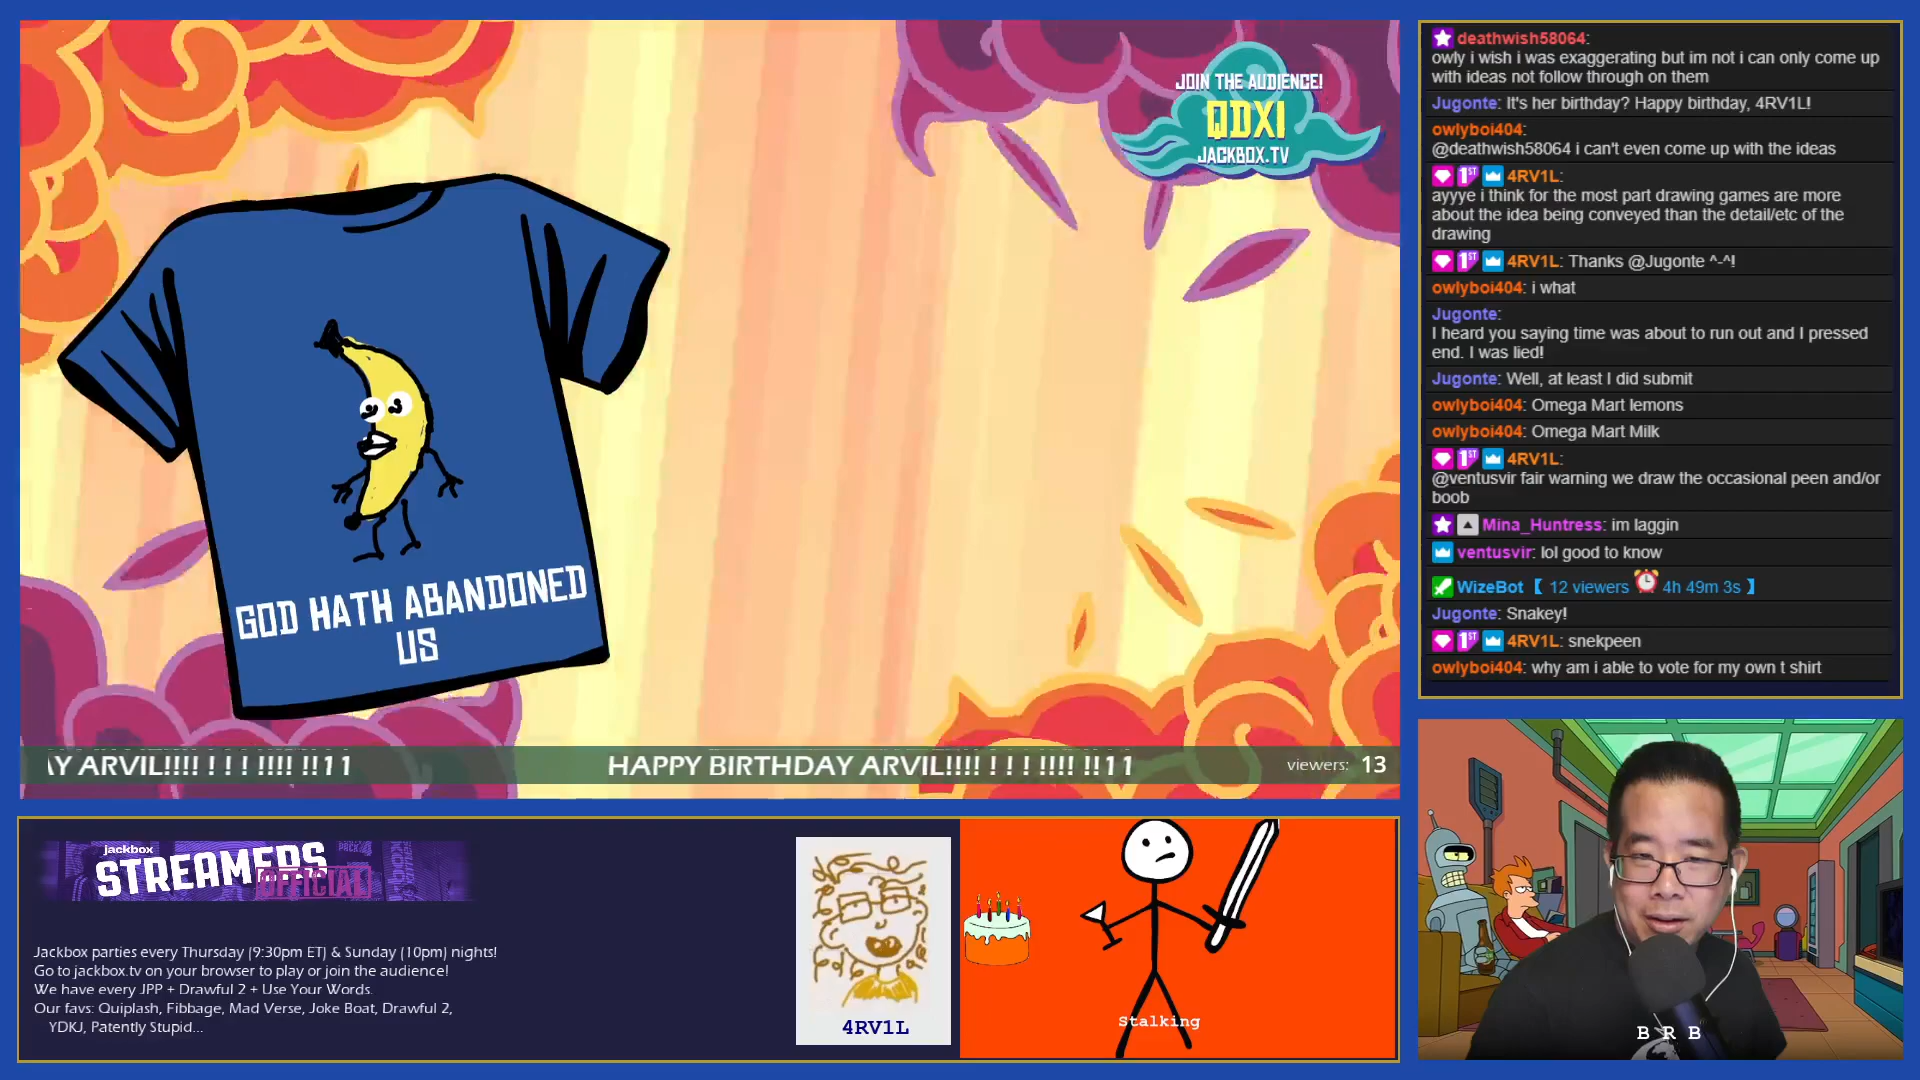 JOIN THE AUDIENCE!
QDXI
JACKBOX.TV
GOD HATH ABANDONED
US
AY ARVIL!!!! ! ! ! !!!! !!11
HAPPY BIRTHDAY ARVIL!!!! ! ! ! !!!! !!11
viewers: 13
jackbox
STREAMERS
OFFICIAL
Jackbox parties every Thursday (9:30pm ET) & Sunday (10pm) nights!
Go to jackbox.tv on your browser to play or join the audience!
We have every JPP + Drawful 2 + Use Your Words.
Our favs: Quiplash, Fibbage, Mad Verse, Joke Boat, Drawful 2,
YDKJ, Patently Stupid...
4RV1L
Stalking
deathwish58064:
owly i wish i was exaggerating but im not i can only come up
with ideas not follow through on them
Jugonte: It's her birthday? Happy birthday, 4RV1L!
owlyboi404:
@deathwish58064 i can't even come up with the ideas
1ST 4RV1L:
ayyye i think for the most part drawing games are more
about the idea being conveyed than the detail/etc of the
drawing
1ST 4RV1L: Thanks @Jugonte ^-^!
owlyboi404: i what
Jugonte:
I heard you saying time was about to run out and I pressed
end. I was lied!
Jugonte: Well, at least I did submit
owlyboi404: Omega Mart lemons
owlyboi404: Omega Mart Milk
1ST 4RV1L:
@ventusvir fair warning we draw the occasional peen and/or
boob
Mina_Huntress: im laggin
ventusvir: lol good to know
WizeBot 【 12 viewers ⏰ 4h 49m 3s 】
Jugonte: Snakey!
1ST 4RV1L: snekpeen
owlyboi404: why am i able to vote for my own t shirt
B R B